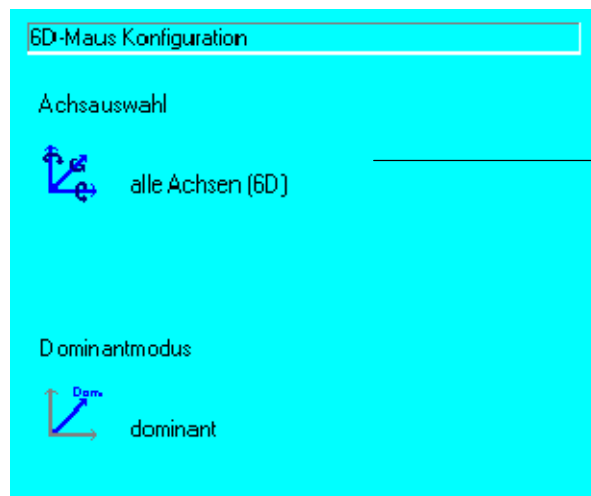 6D-Maus Konfiguration
Achsauswahl
alle Achsen (6D)
Dominantmodus
Dom.
dominant